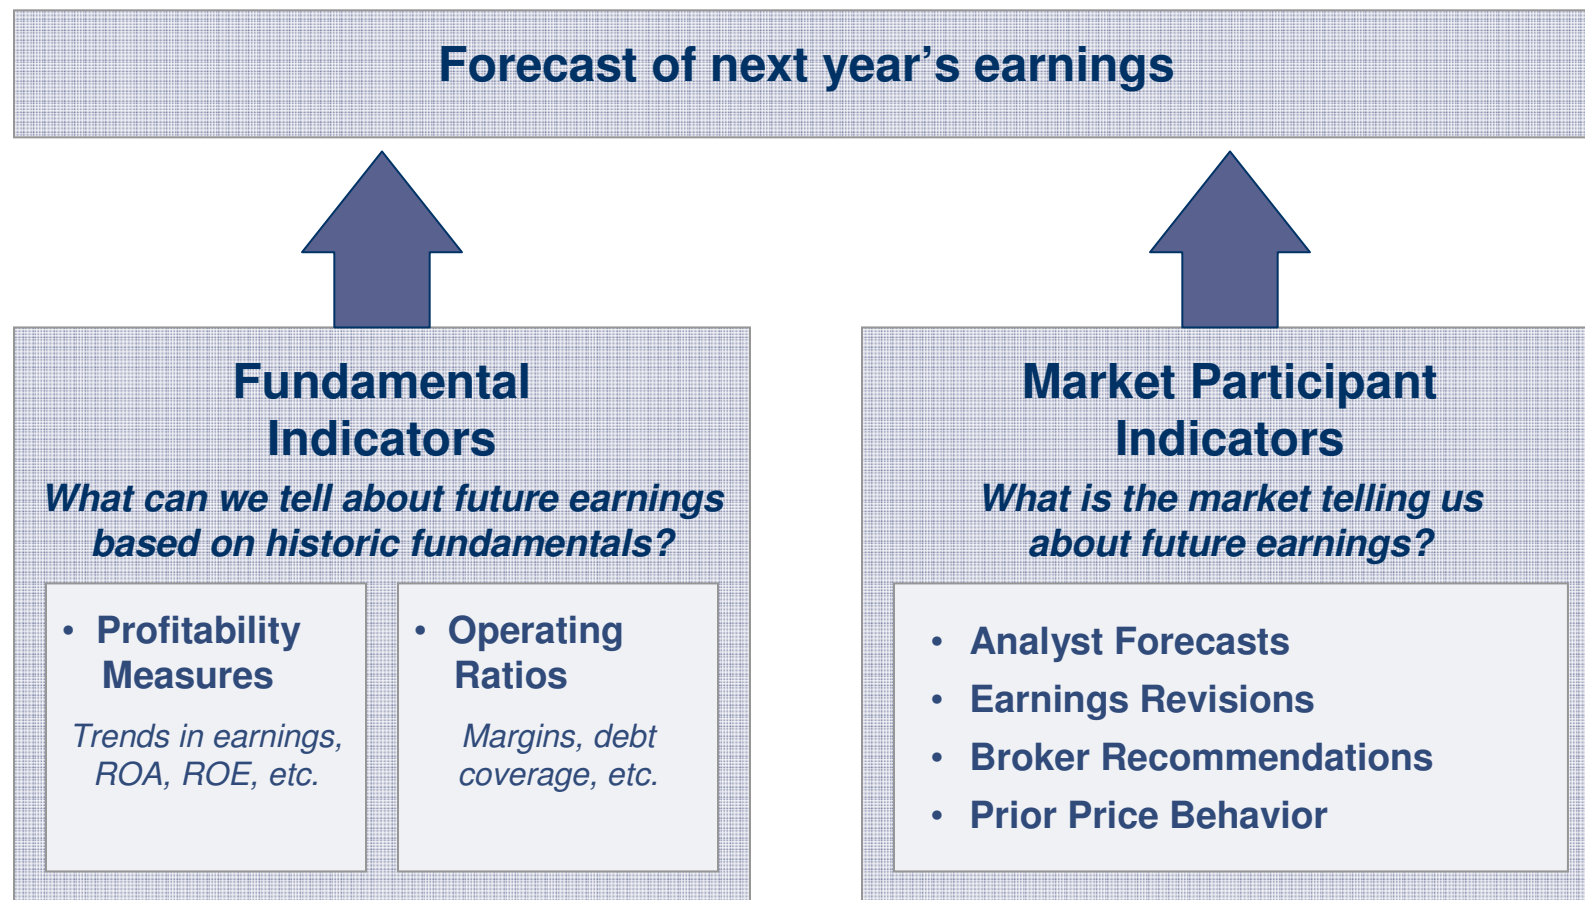 Forecast of next year’s earnings
Fundamental
Indicators
What can we tell about future earnings
based on historic fundamentals?
• Profitability
Measures
Trends in earnings,
ROA, ROE, etc.
• Operating
Ratios
Margins, debt
coverage, etc.
Market Participant
Indicators
What is the market telling us
about future earnings?
• Analyst Forecasts
• Earnings Revisions
• Broker Recommendations
• Prior Price Behavior